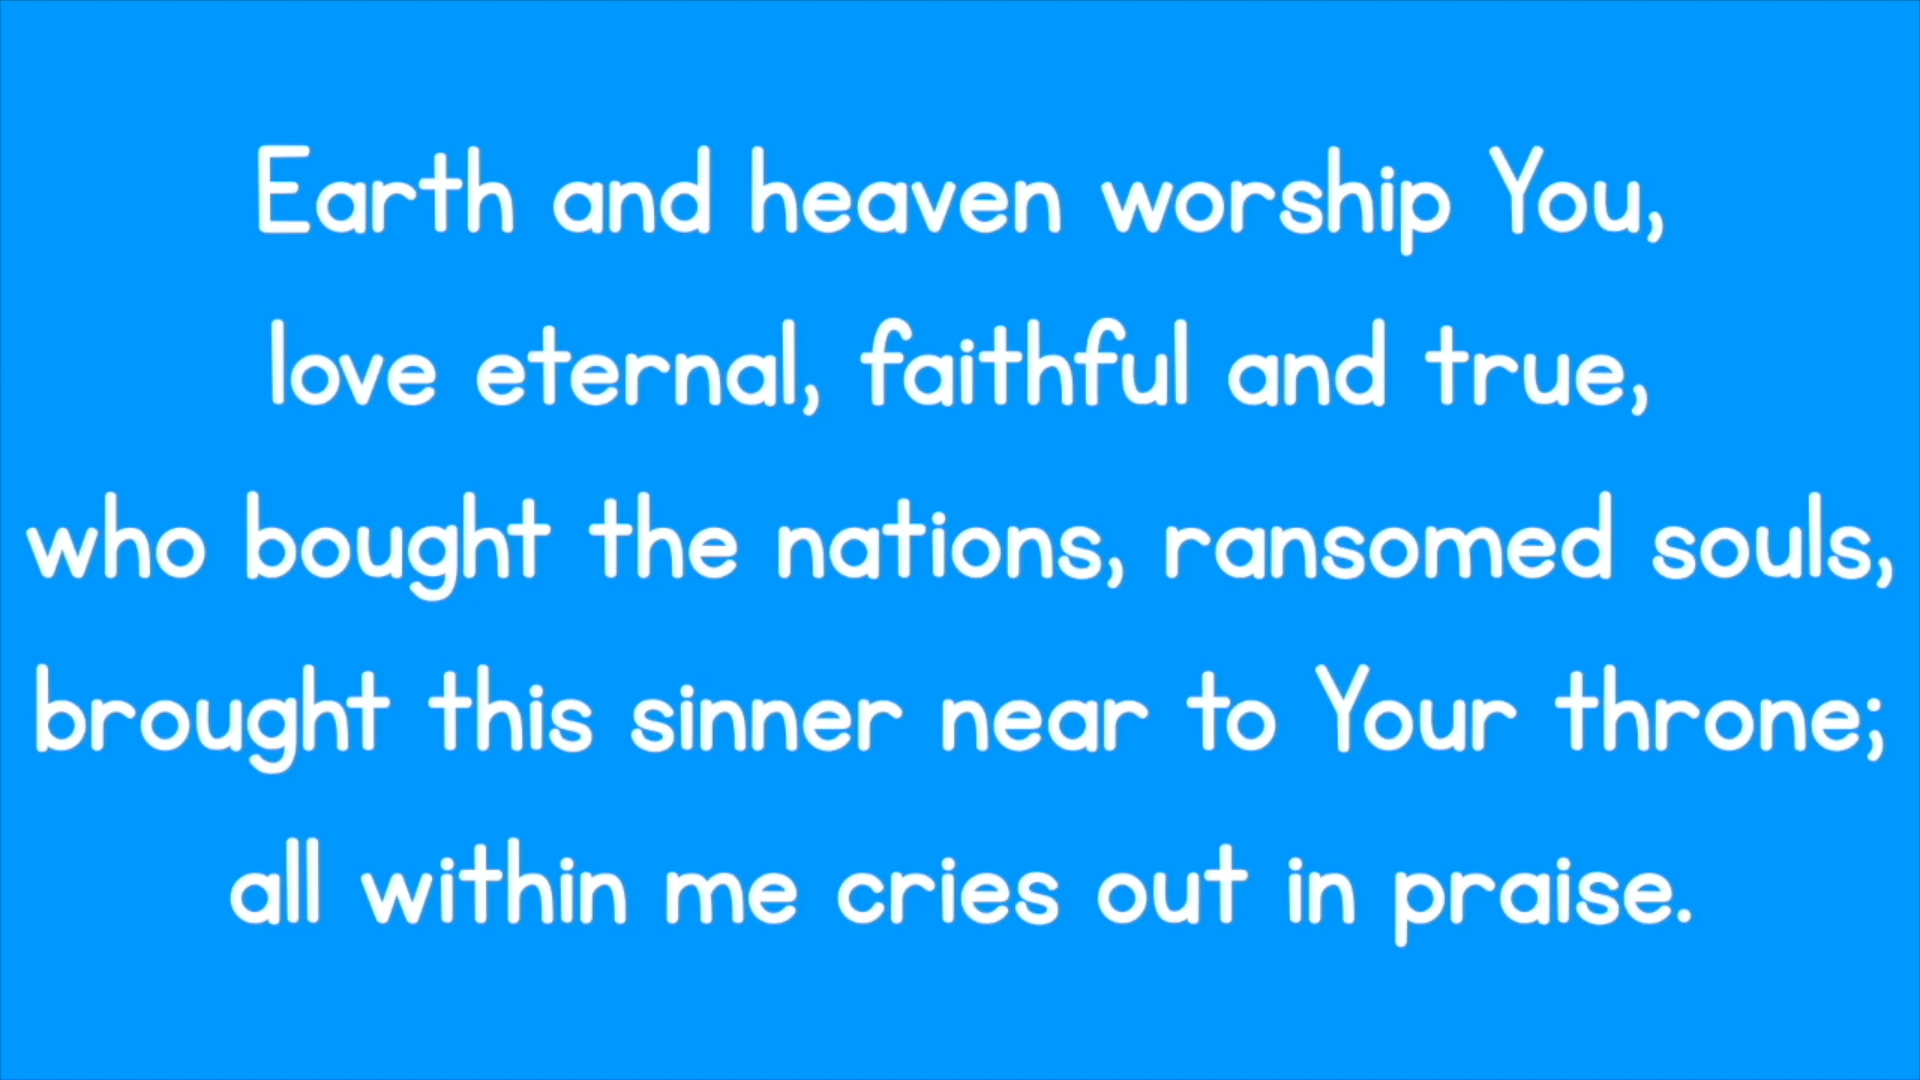 Earth and heaven worship You,
love eternal, faithful and true,
who bought the nations, ransomed souls,
brought this sinner near to Your throne;
all within me cries out in praise.